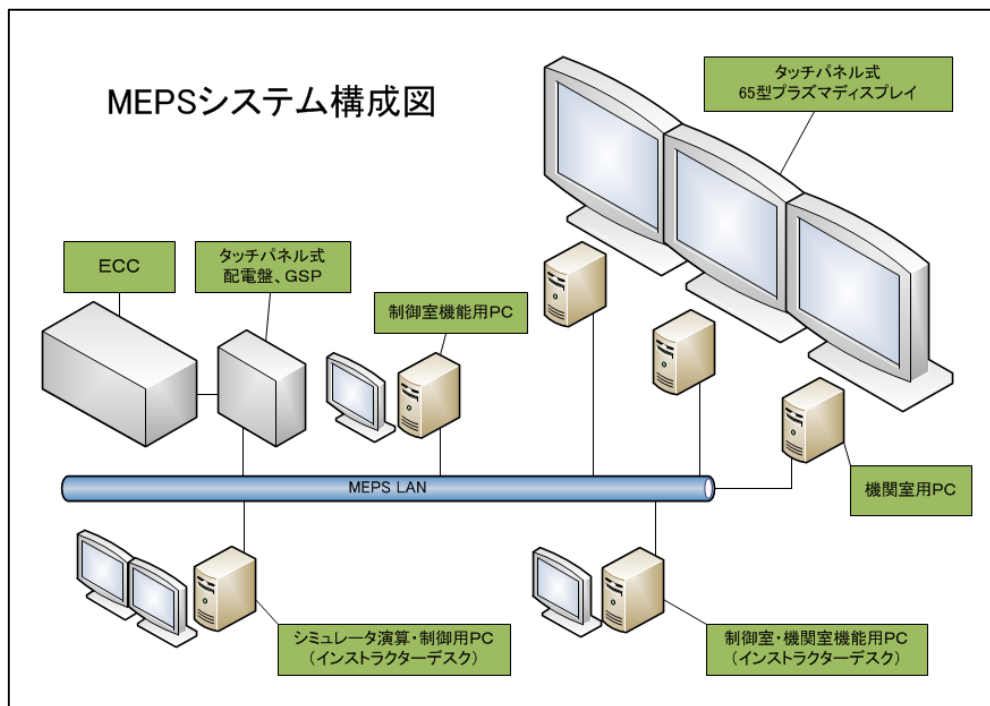 MEPSシステム構成図
タッチパネル式
65型プラズマディスプレイ
ECC
タッチパネル式
配電盤、GSP
制御室機能用PC
MEPS LAN
機関室用PC
シミュレータ演算・制御用PC
(インストラクターデスク)
制御室・機関室機能用PC
(インストラクターデスク)